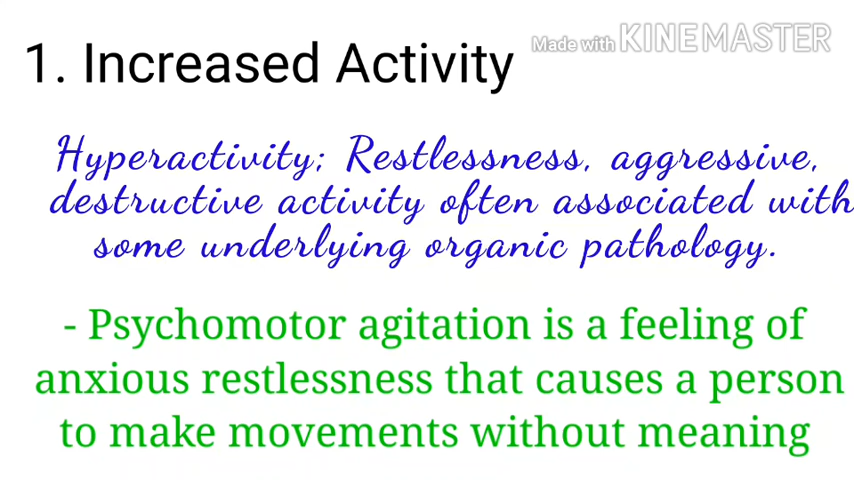 Made with KINEMASTER
1. Increased Activity
Hyperactivity; Restlessness, aggressive,
destructive activity often associated with
some underlying organic pathology.
- Psychomotor agitation is a feeling of
anxious restlessness that causes a person
to make movements without meaning